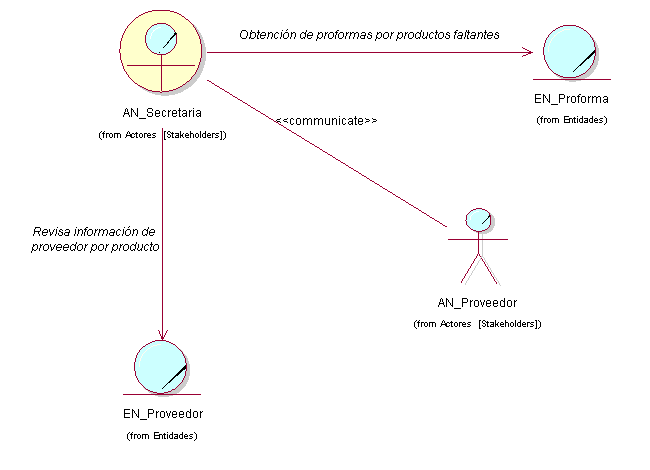 Obtención de proformas por productos faltantes
AN_Secretaria
(from Actores [Stakeholders])
EN_Proforma
(from Entidades)
<<communicate>>
Revisa información de
proveedor por producto
AN_Proveedor
(from Actores [Stakeholders])
EN_Proveedor
(from Entidades)